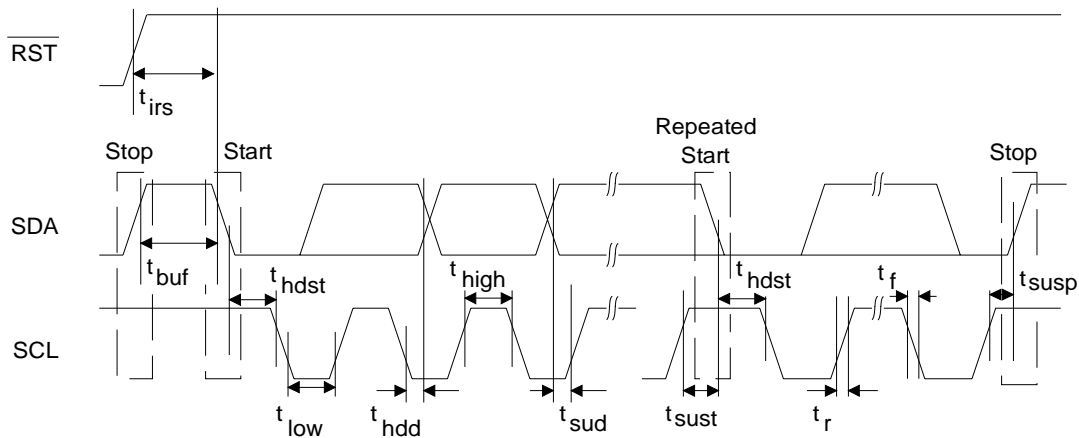 RST
t irs
Stop
Start
Repeated
Start
Stop
SDA
t buf
t hdst
t high
t hdst
t f
t susp
SCL
t low
t hdd
t sud
t sust
t r